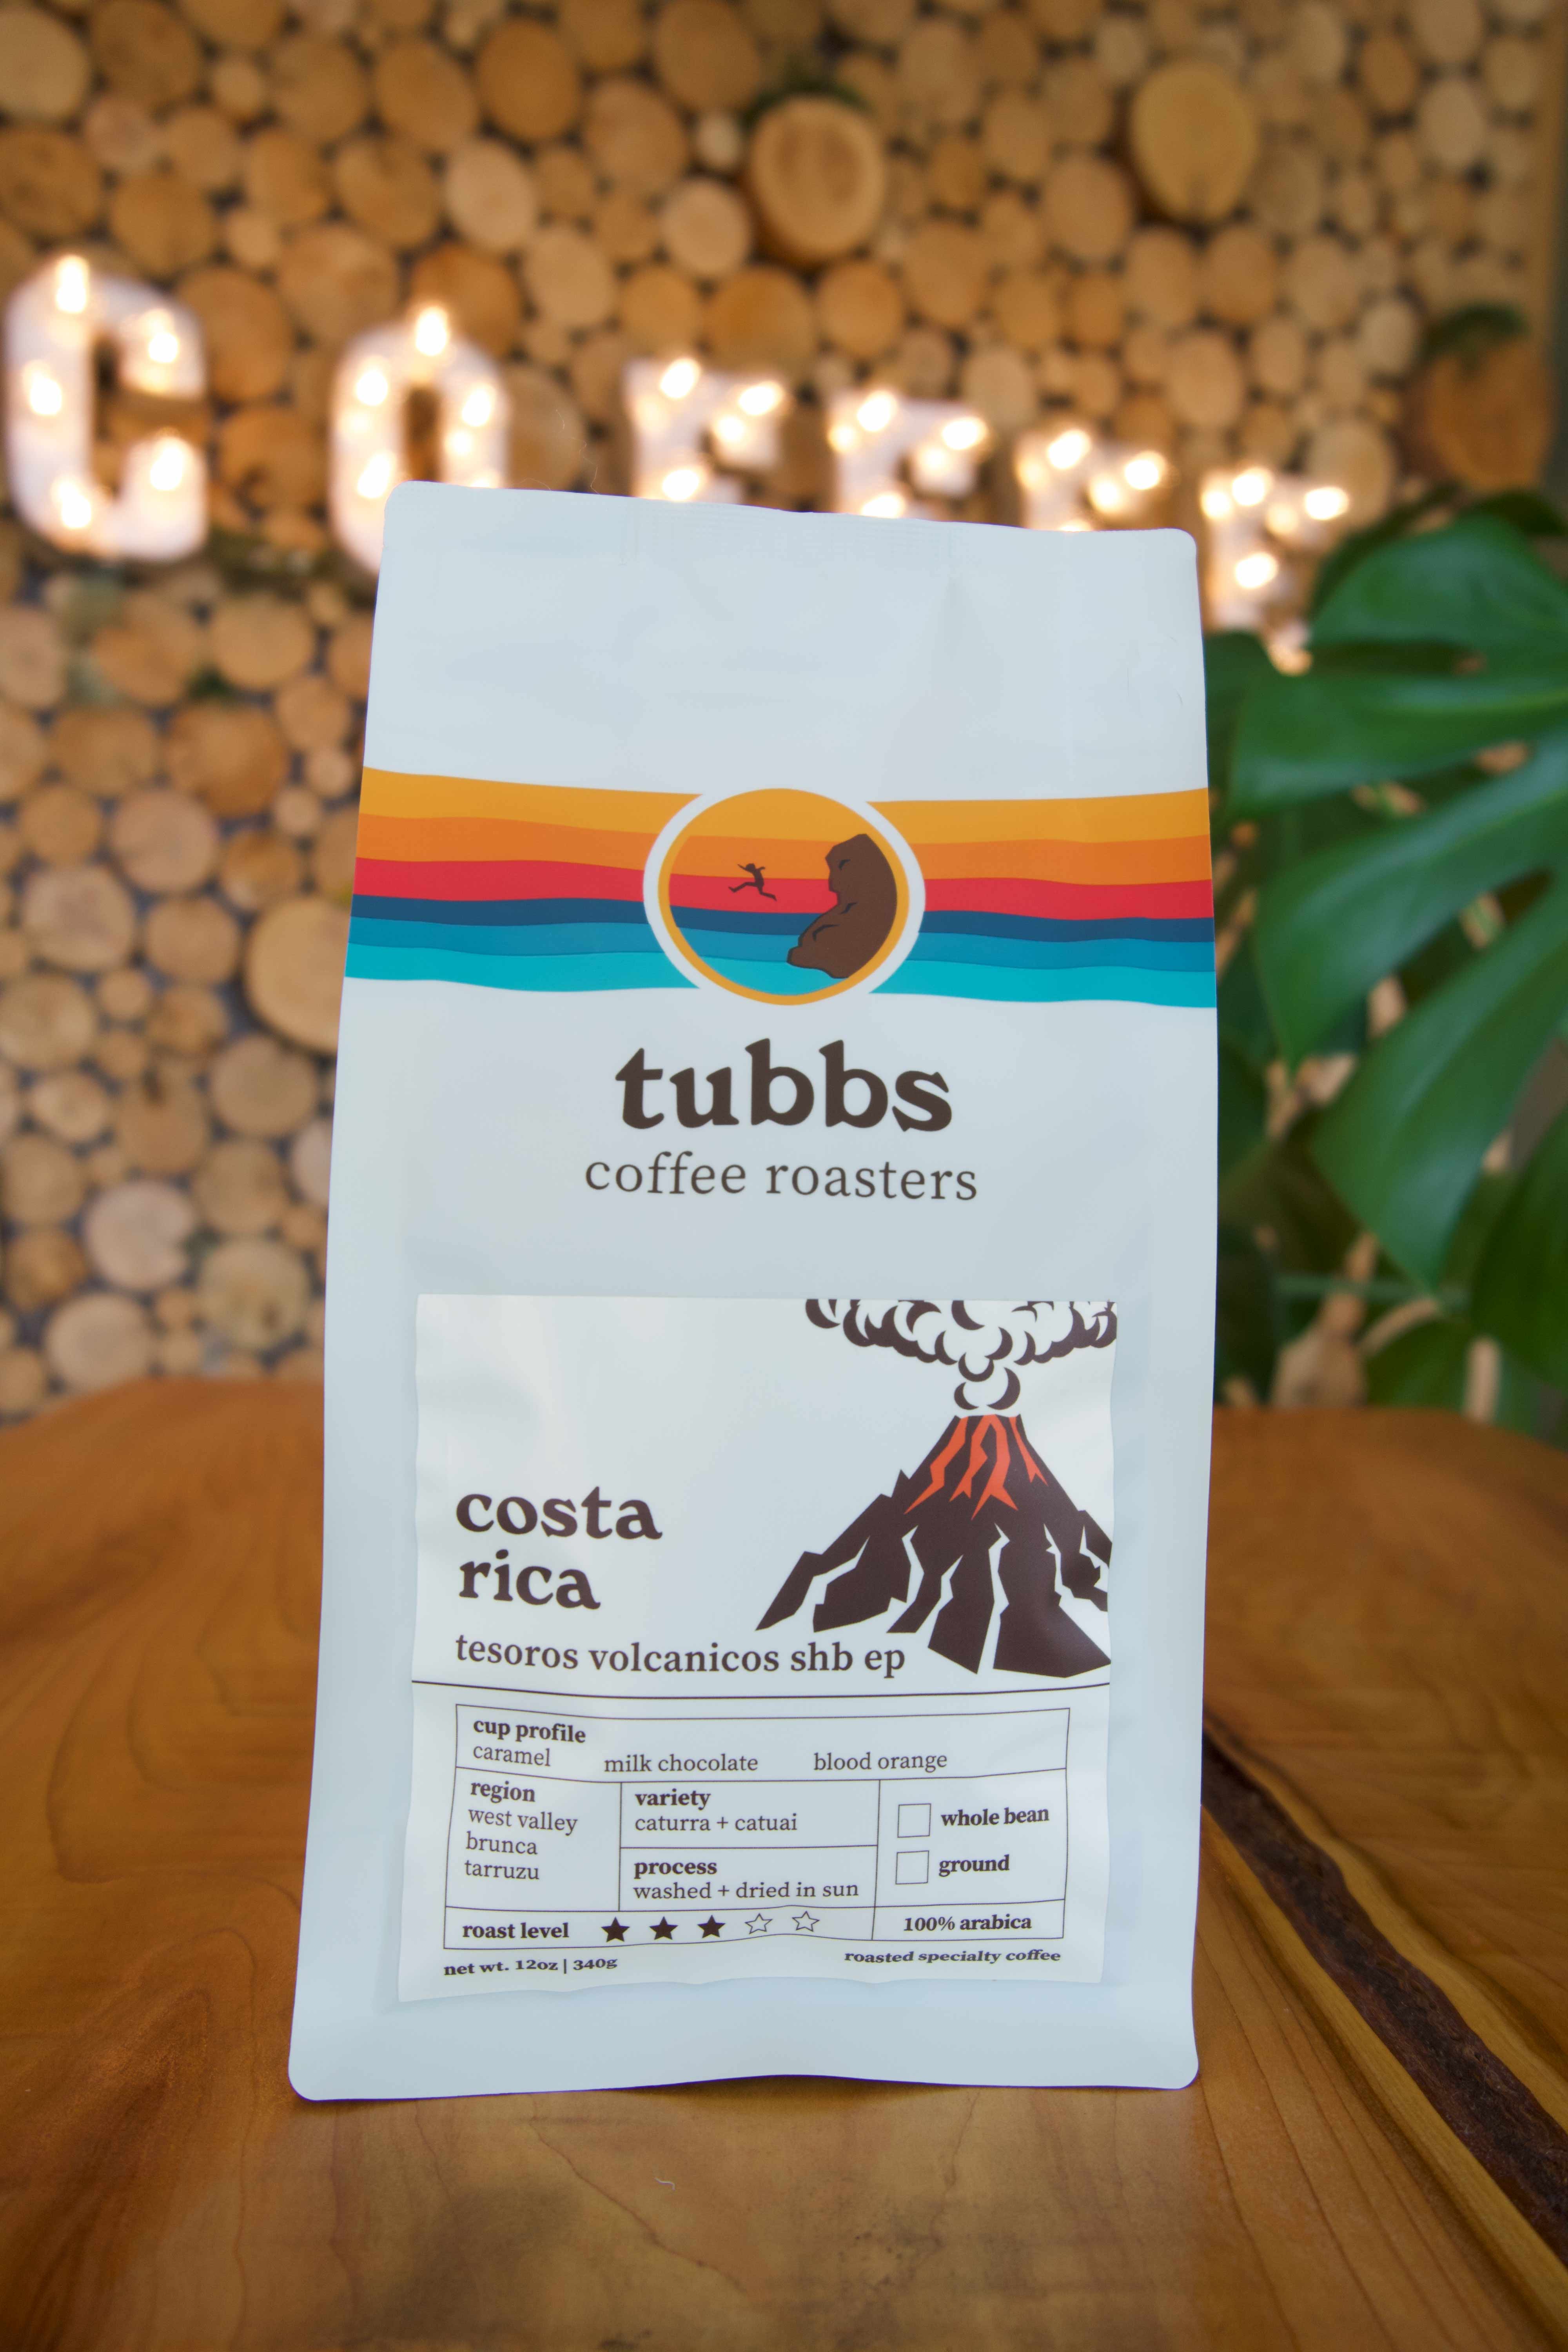 COFFEE
tubbs
coffee roasters
costa
rica
tesoros volcanicos shb ep
cup profile
caramel milk chocolate blood orange
region
west valley
brunca
tarruzu
variety
caturra + catuai
process
washed + dried in sun
whole bean
ground
roast level
100% arabica
net wt. 12oz | 340g
roasted specialty coffee